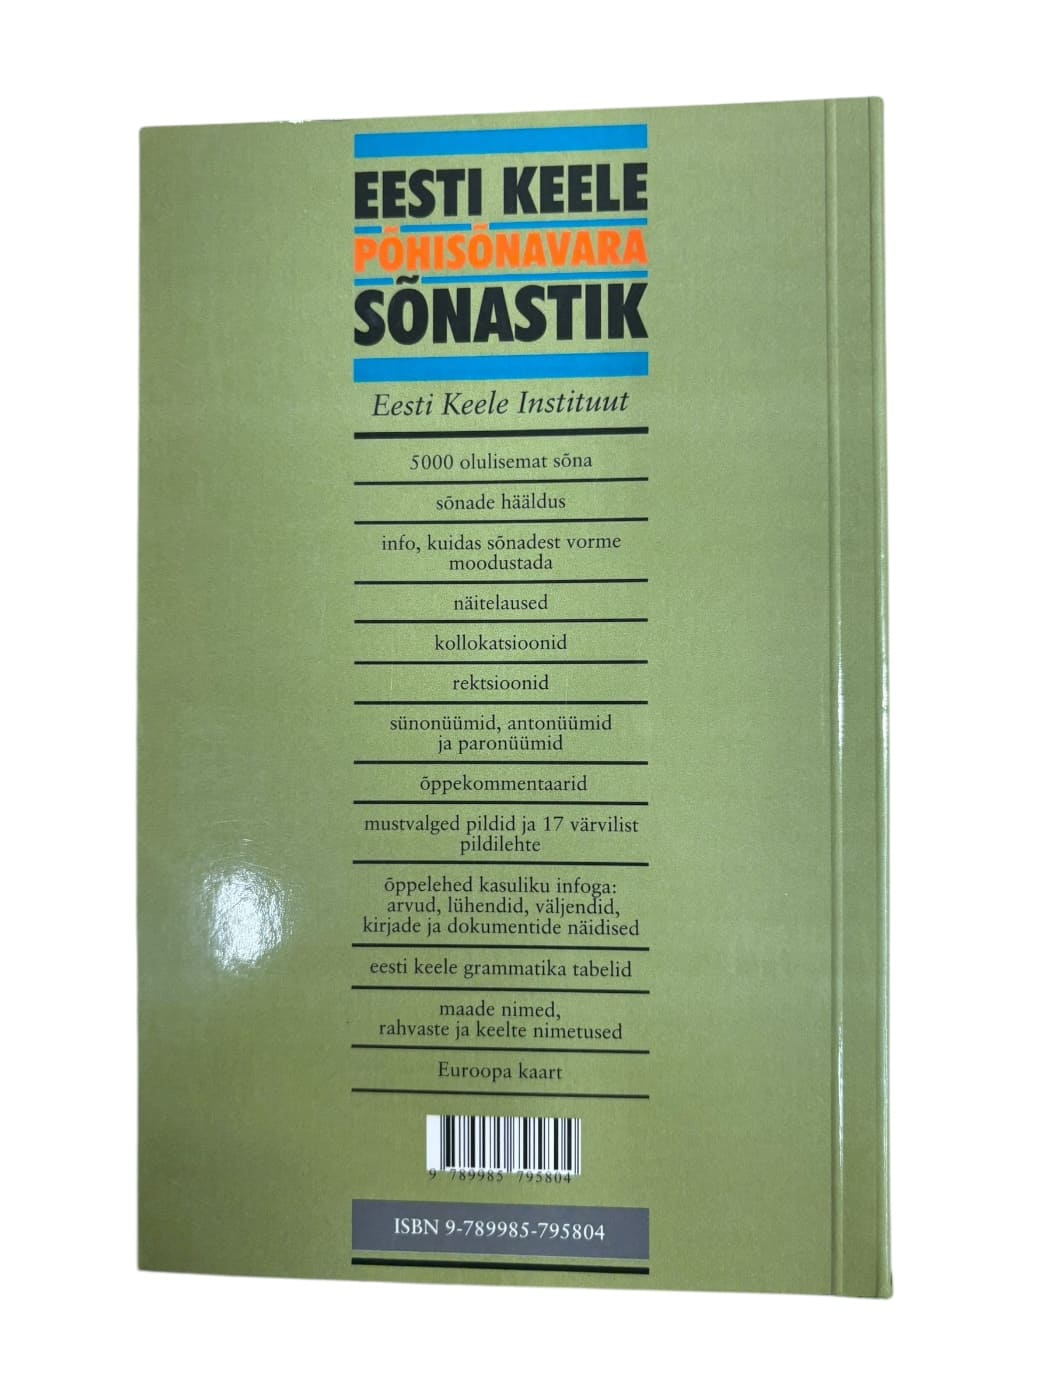 EESTI KEELE
PÕHISÕNAVARA
SÕNASTIK
Eesti Keele Instituut
5000 olulisemat sõna
sõnade hääldus
info, kuidas sõnadest vorme
moodustada
näitelaused
kollokatsioonid
rektsioonid
sünonüümid, antonüümid
ja paronüümid
õppekommentaarid
mustvalged pildid ja 17 värvilist
pildilehte
õppelehed kasuliku infoga:
arvud, lühendid, väljendid,
kirjade ja dokumentide näidised
eesti keele grammatika tabelid
maade nimed,
rahvaste ja keelte nimetused
Euroopa kaart
9 789985 795804
ISBN 9-789985-795804